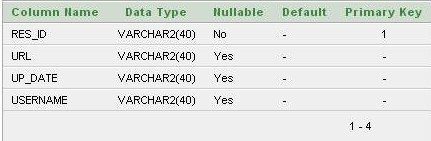 Column Name Data Type Nullable Default Primary Key
RES_ID VARCHAR2(40) No - 1
URL VARCHAR2(40) Yes - -
UP_DATE VARCHAR2(40) Yes - -
USERNAME VARCHAR2(40) Yes - -
1 - 4